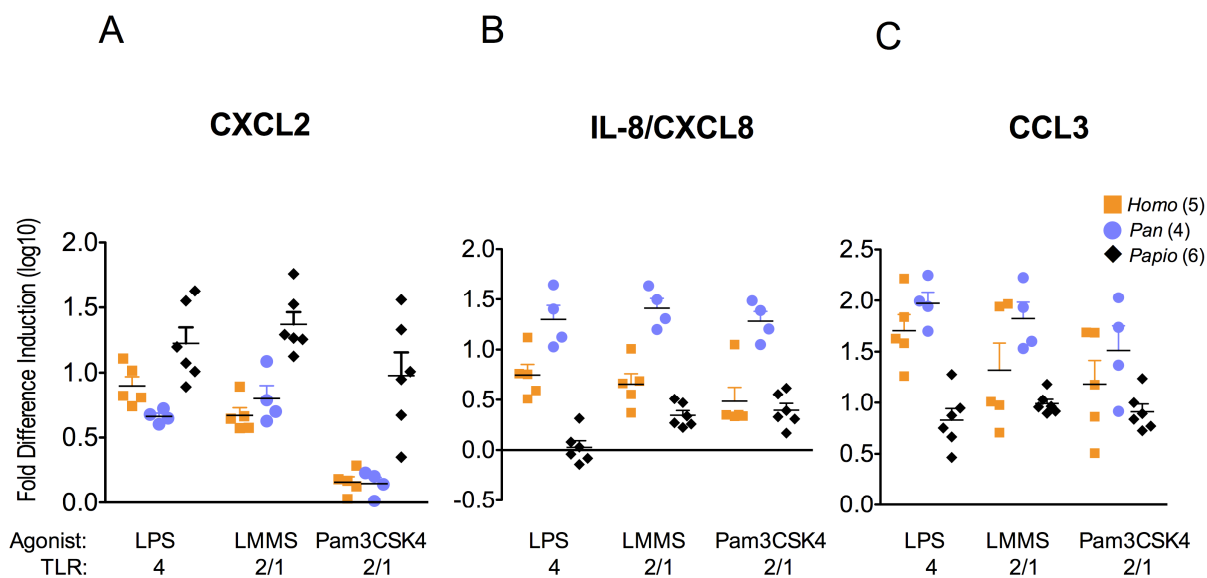 A
B
C
CXCL2
IL-8/CXCL8
CCL3
Homo (5)
Pan (4)
Papio (6)
Fold Difference Induction (log10)
2.0
1.5
1.0
0.5
0.0
2.0
1.5
1.0
0.5
0.0
-0.5
2.5
2.0
1.5
1.0
0.5
0.0
Agonist: LPS LMMS Pam3CSK4 LPS LMMS Pam3CSK4 LPS LMMS Pam3CSK4
TLR: 4 2/1 2/1 4 2/1 2/1 4 2/1 2/1